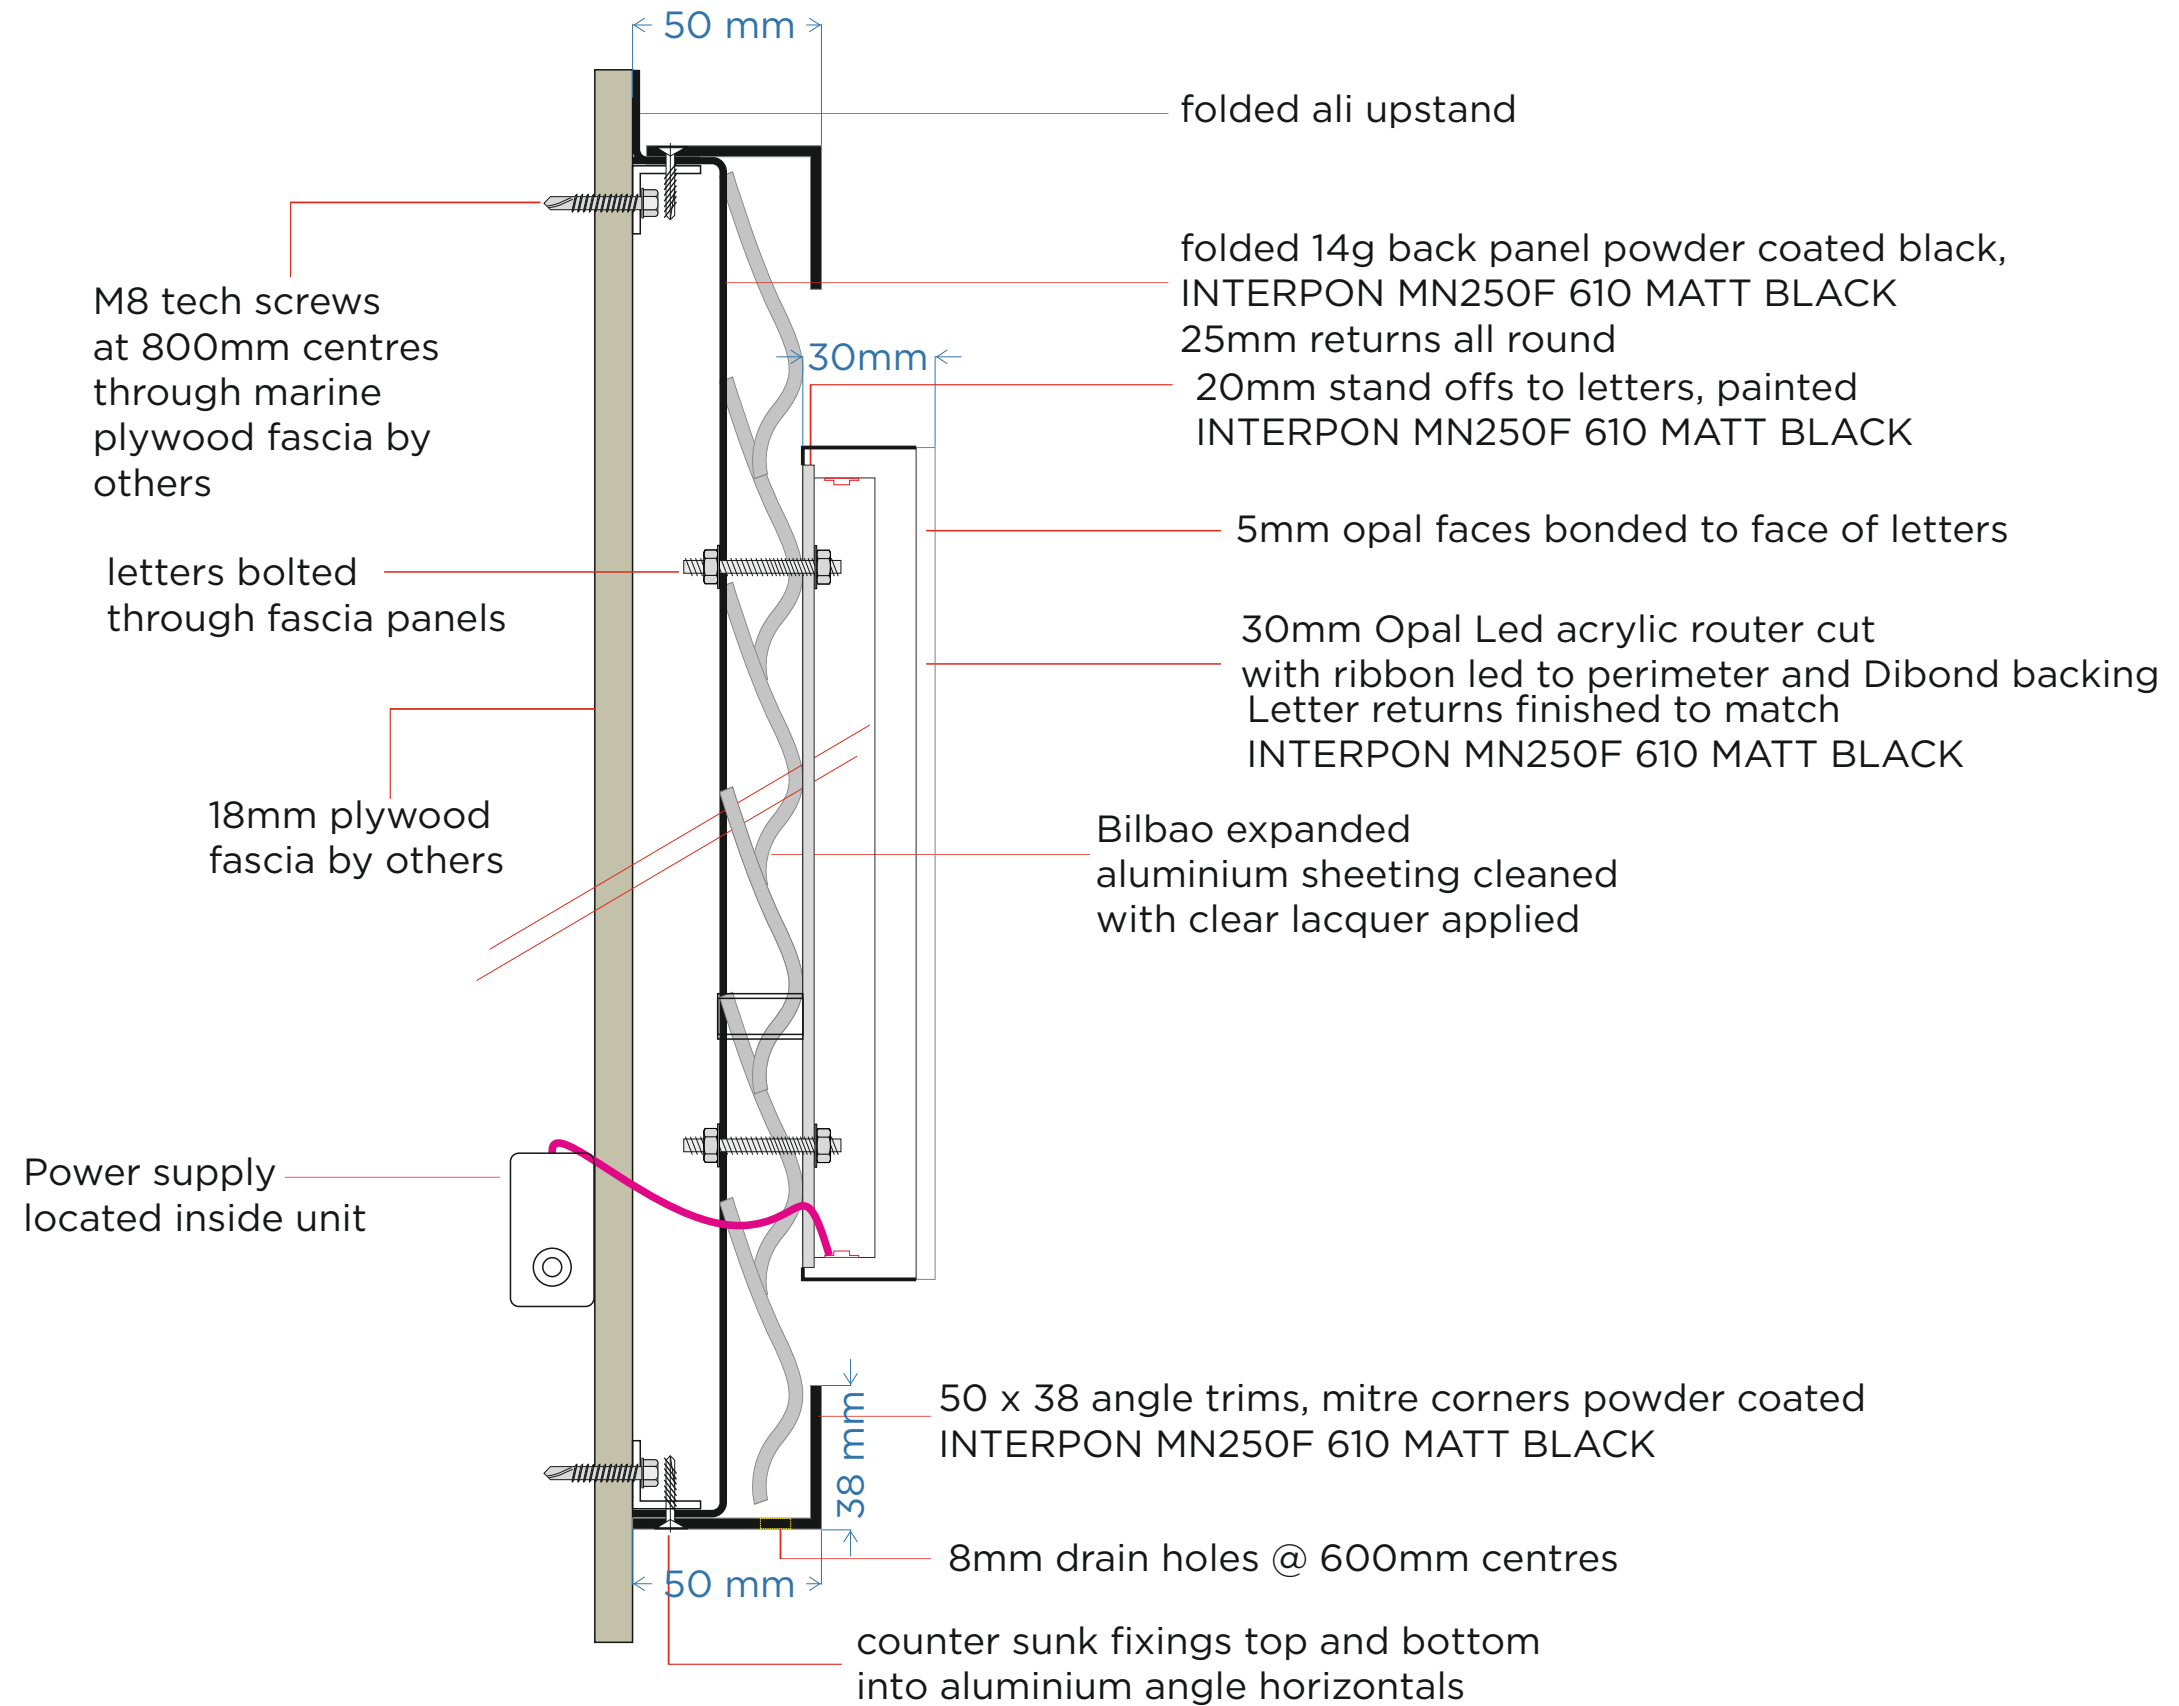 50 mm
folded ali upstand
folded 14g back panel powder coated black,
INTERPON MN250F 610 MATT BLACK
25mm returns all round
30mm
20mm stand offs to letters, painted
INTERPON MN250F 610 MATT BLACK
M8 tech screws
at 800mm centres
through marine
plywood fascia by
others
5mm opal faces bonded to face of letters
letters bolted
through fascia panels
30mm Opal Led acrylic router cut
with ribbon led to perimeter and Dibond backing
Letter returns finished to match
INTERPON MN250F 610 MATT BLACK
18mm plywood
fascia by others
Bilbao expanded
aluminium sheeting cleaned
with clear lacquer applied
Power supply
located inside unit
38 mm
50 x 38 angle trims, mitre corners powder coated
INTERPON MN250F 610 MATT BLACK
8mm drain holes @ 600mm centres
50 mm
counter sunk fixings top and bottom
into aluminium angle horizontals